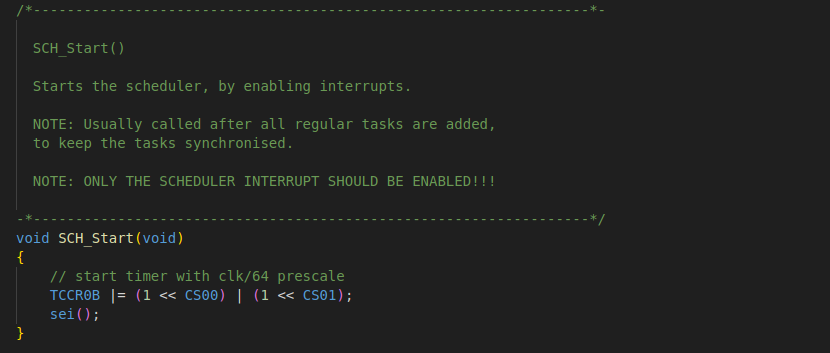 /*------------------------------------------------------------------*-
SCH_Start()
Starts the scheduler, by enabling interrupts.
NOTE: Usually called after all regular tasks are added,
to keep the tasks synchronised.
NOTE: ONLY THE SCHEDULER INTERRUPT SHOULD BE ENABLED!!!
-*------------------------------------------------------------------*/
void SCH_Start(void)
{
// start timer with clk/64 prescale
TCCR0B |= (1 << CS00) | (1 << CS01);
sei();
}